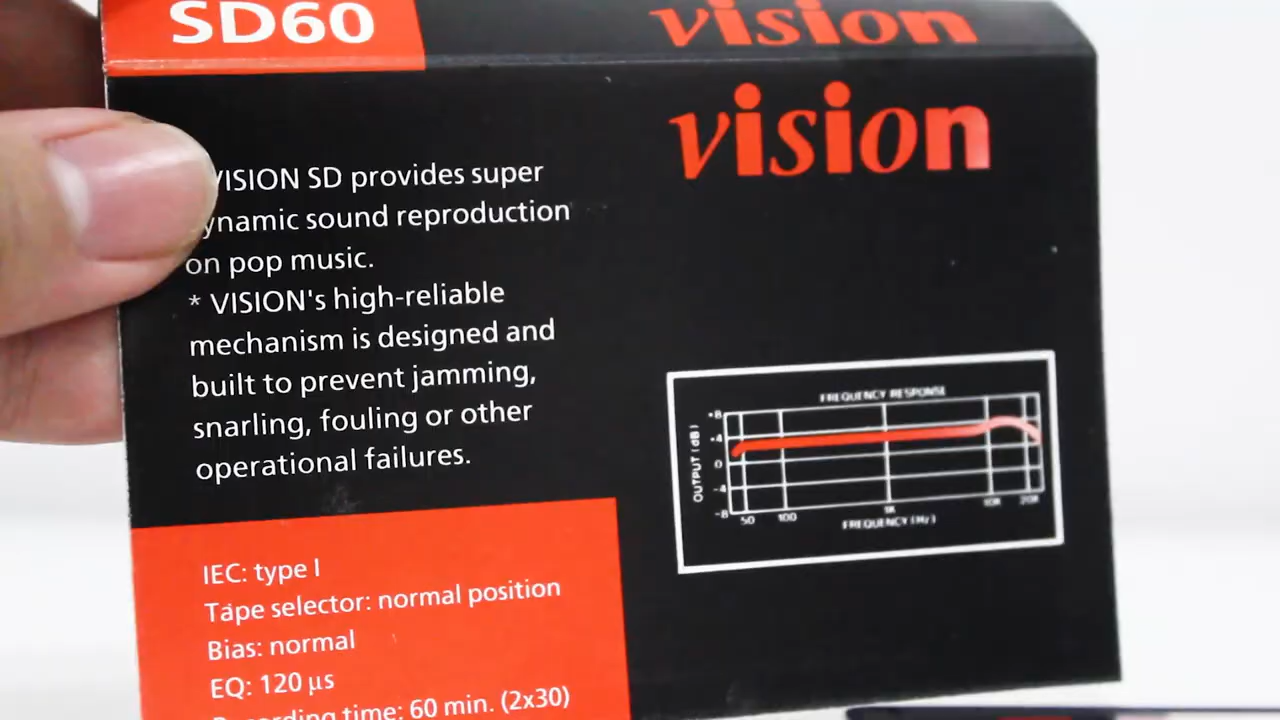 SD60
vision
vision
VISION SD provides super
dynamic sound reproduction
on pop music.
* VISION's high-reliable
mechanism is designed and
built to prevent jamming,
snarling, fouling or other
operational failures.
FREQUENCY RESPONSE
+8
+4
0
-4
-8
OUTPUT (dB)
50 100 1K 10K 20K
FREQUENCY (Hz)
IEC: type I
Tape selector: normal position
Bias: normal
EQ: 120 µs
Recording time: 60 min. (2x30)